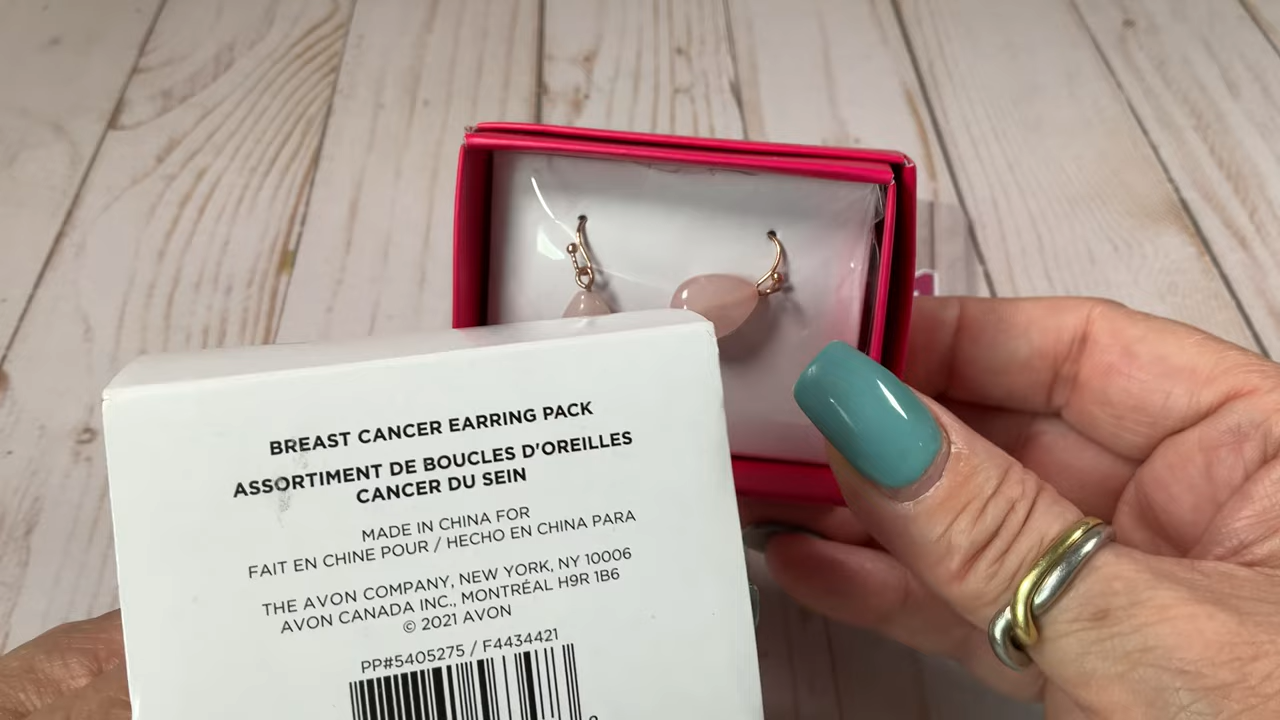 BREAST CANCER EARRING PACK
ASSORTIMENT DE BOUCLES D'OREILLES
CANCER DU SEIN
MADE IN CHINA FOR
FAIT EN CHINE POUR / HECHO EN CHINA PARA
THE AVON COMPANY, NEW YORK, NY 10006
AVON CANADA INC., MONTRÉAL H9R 1B6
© 2021 AVON
PP#5405275 / F4434421